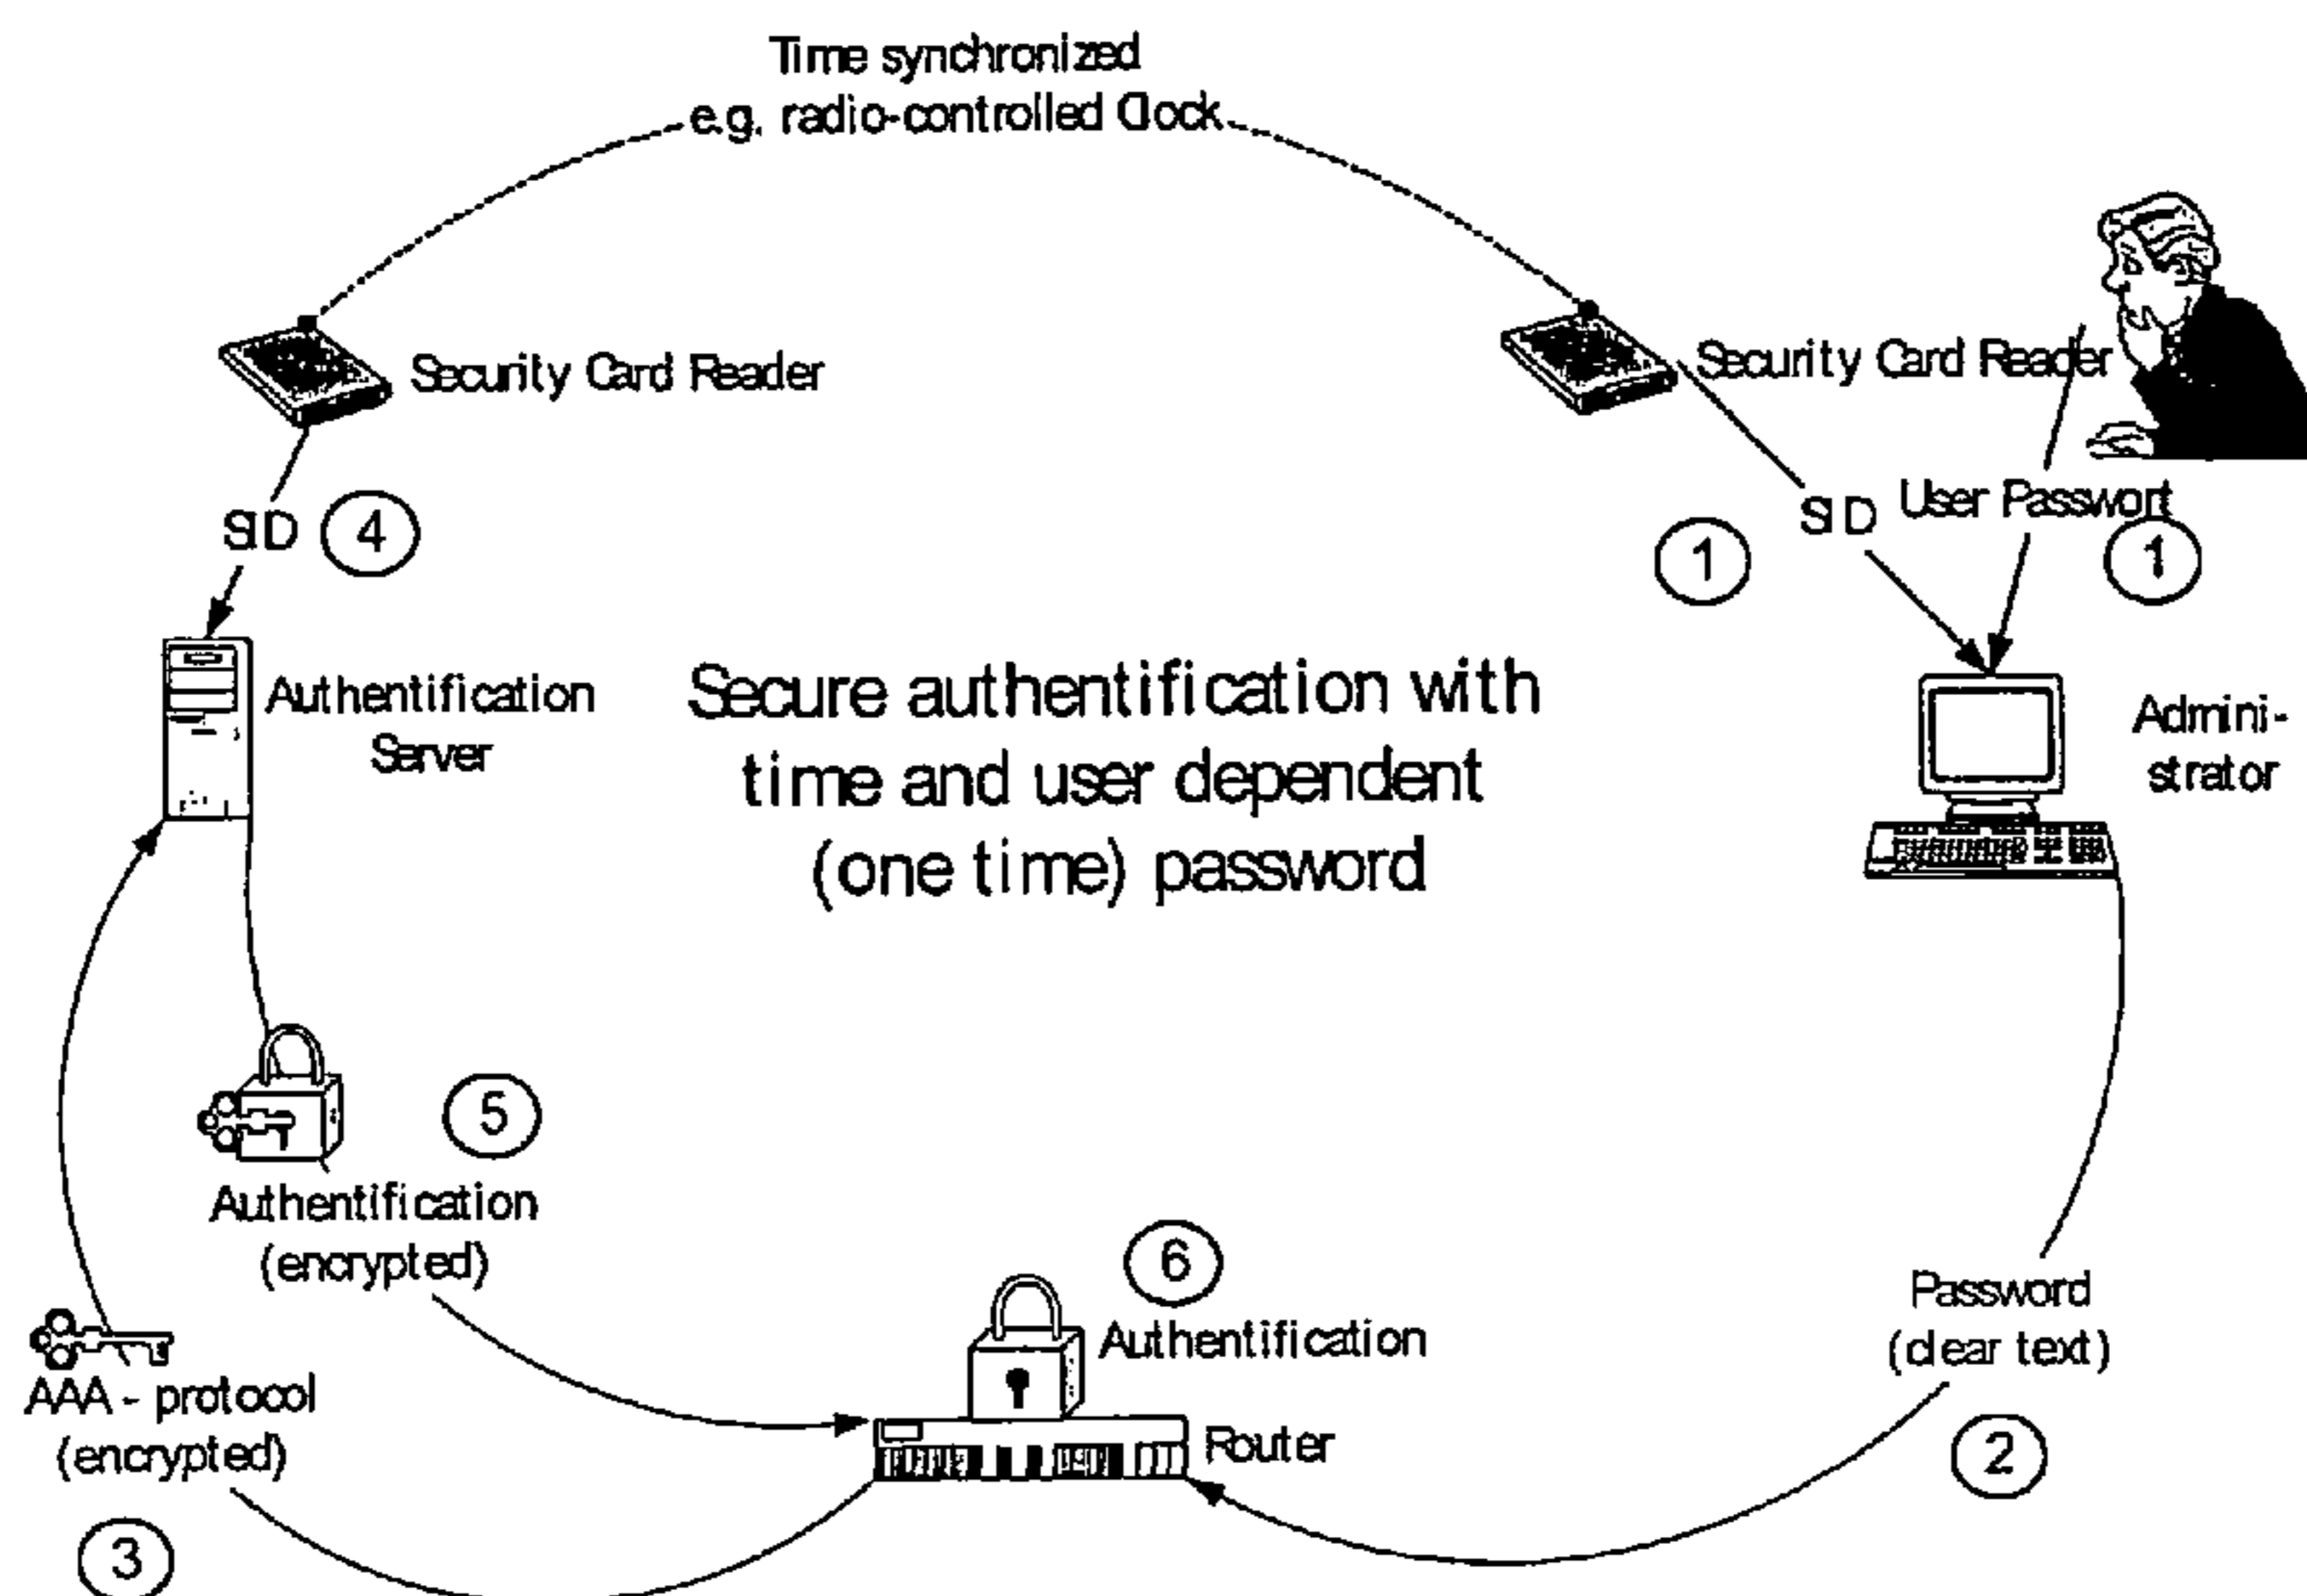 Time synchronized
e.g. radio-controlled Clock
Security Card Reader
Security Card Reader
SID
4
1
SID
User Passwort
1
Authentification
Server
Secure authentification with
time and user dependent
(one time) password
Admini-
strator
5
Authentification
(encrypted)
6
Authentification
Password
(clear text)
AAA - protocol
(encrypted)
Router
2
3